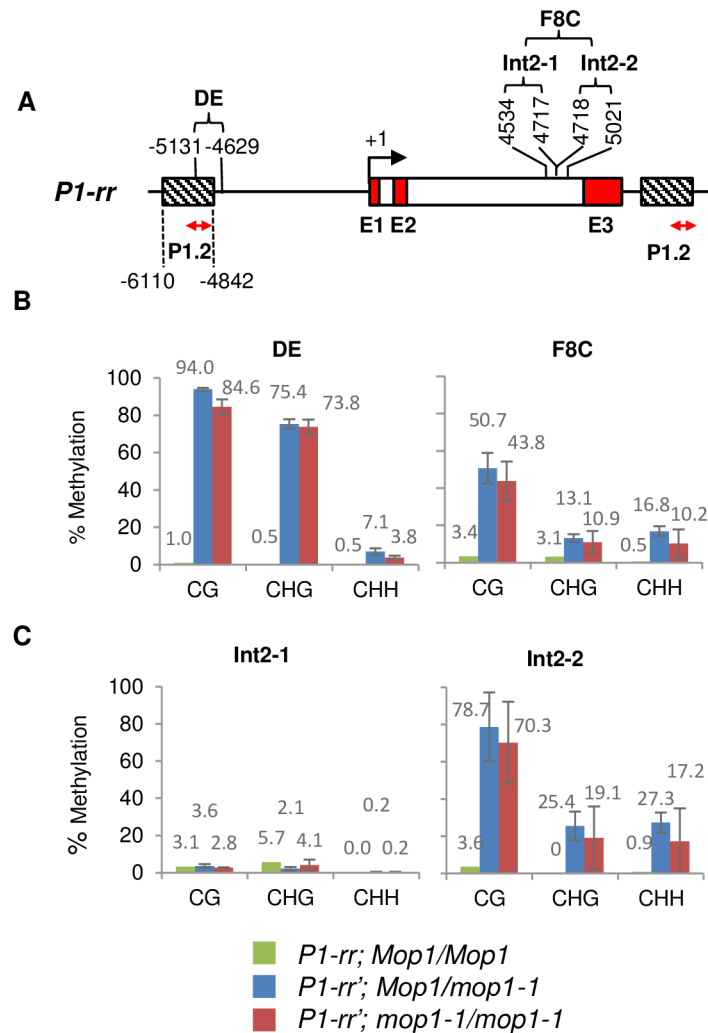 A
F8C
Int2-1 Int2-2
DE
4534 4717 4718 5021
-5131 -4629
+1
P1-rr
E1 E2 E3
P1.2 P1.2
-6110 -4842
B
DE F8C
% Methylation
100
80
60
40
20
0
94.0 84.6 75.4 73.8
1.0 0.5 0.5 7.1 3.8
CG CHG CHH
50.7 43.8
3.4 3.1 13.1 10.9 0.5 16.8 10.2
CG CHG CHH
C
Int2-1 Int2-2
% Methylation
100
80
60
40
20
0
3.6 2.1 0.2
3.1 2.8 5.7 4.1 0.0 0.2
CG CHG CHH
78.7 70.3
3.6 25.4 19.1 0 27.3 17.2 0.9
CG CHG CHH
P1-rr; Mop1/Mop1
P1-rr’; Mop1/mop1-1
P1-rr’; mop1-1/mop1-1